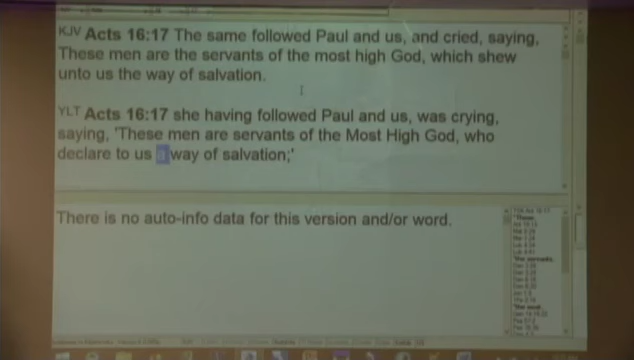 KJV Acts 16:17 The same followed Paul and us, and cried, saying,
These men are the servants of the most high God, which shew
unto us the way of salvation.
YLT Acts 16:17 she having followed Paul and us, was crying,
saying, 'These men are servants of the Most High God, who
declare to us a way of salvation;'
There is no auto-info data for this version and/or word.